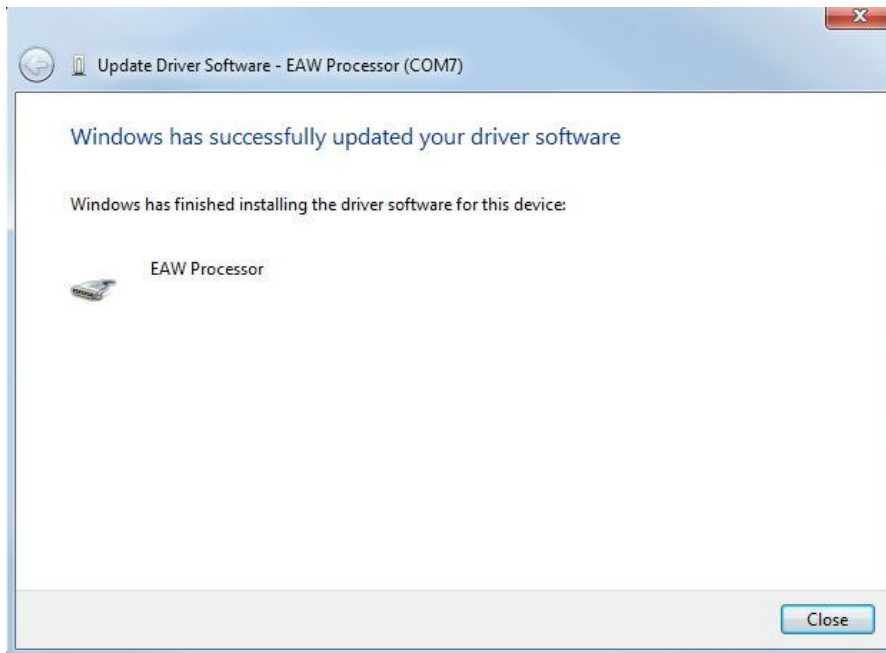 Update Driver Software - EAW Processor (COM7)
Windows has successfully updated your driver software
Windows has finished installing the driver software for this device:
EAW Processor
Close